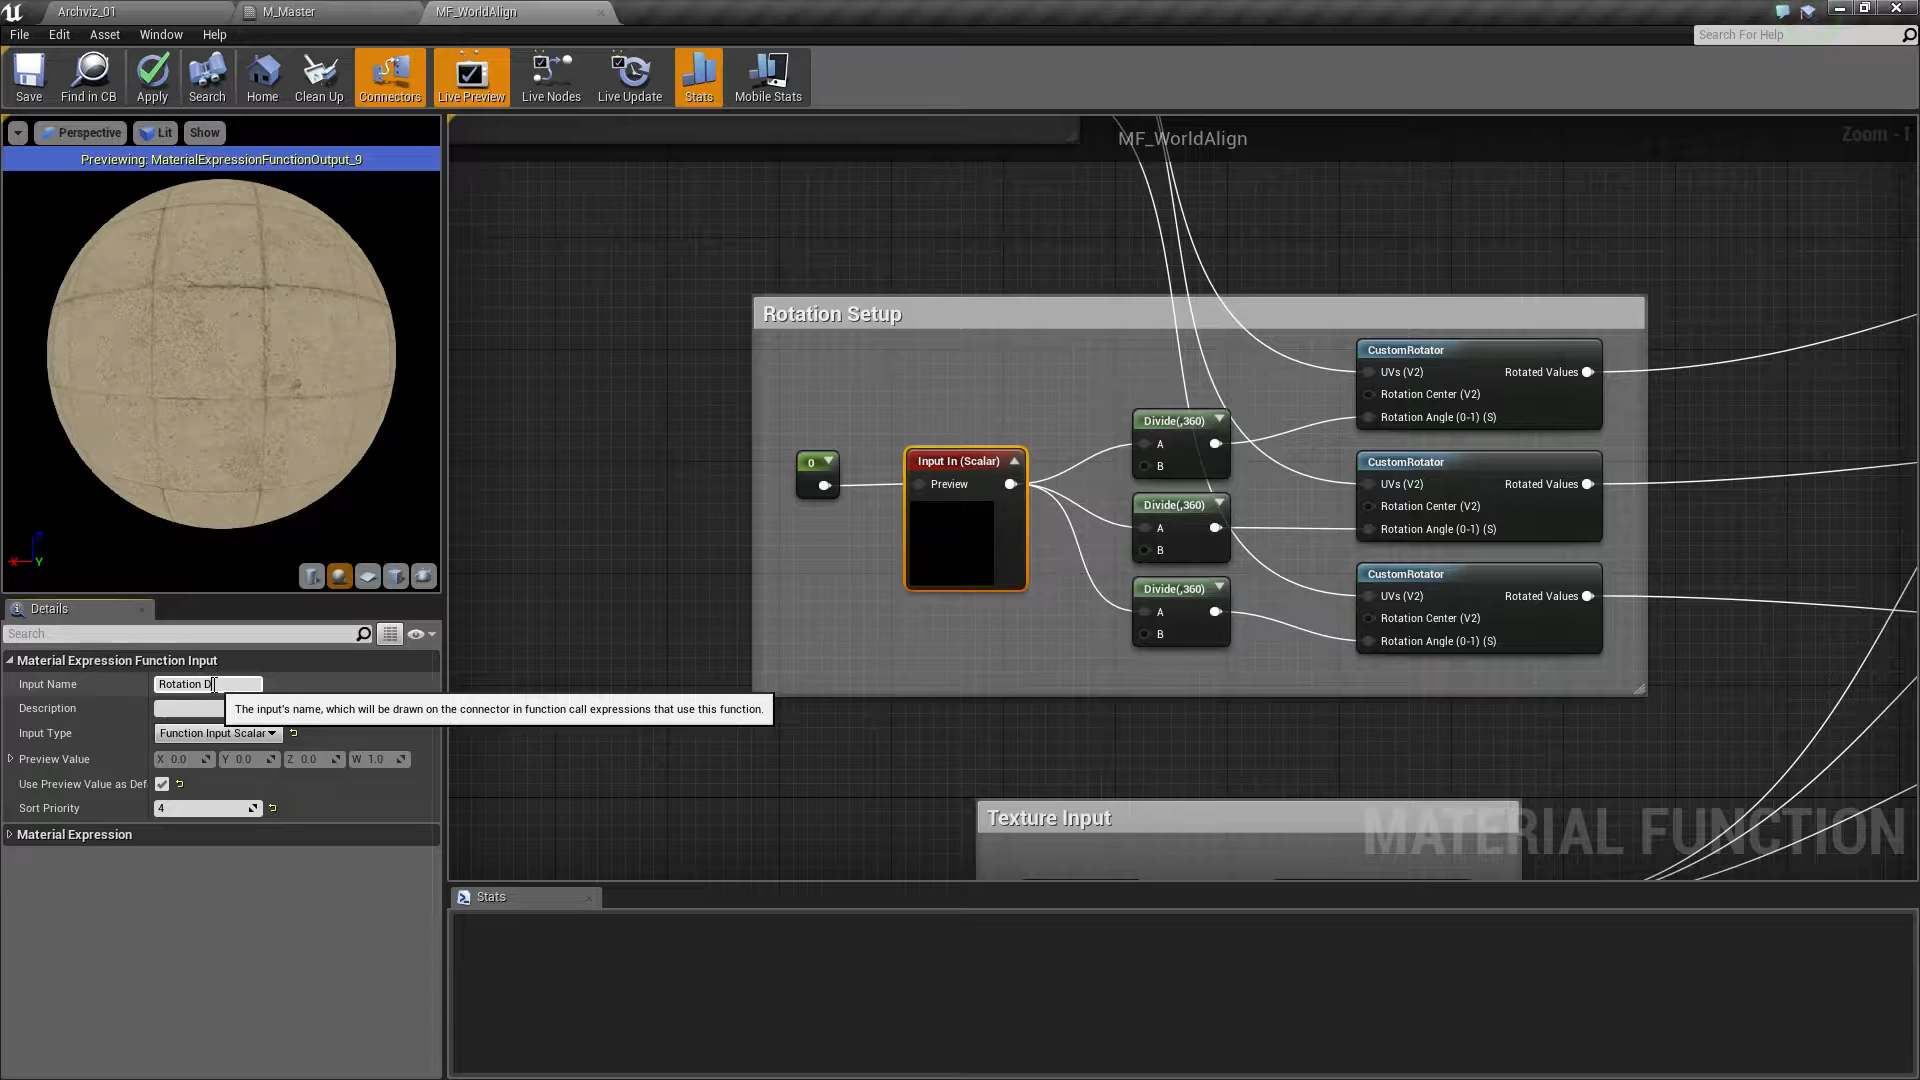 Archviz_01
M_Master
MF_WorldAlign
File
Edit
Asset
Window
Help
Search For Help
Save
Find in CB
Apply
Search
Home
Clean Up
Connectors
Live Preview
Live Nodes
Live Update
Stats
Mobile Stats
Perspective
Lit
Show
Previewing: MaterialExpressionFunctionOutput_9
Z
X
Y
MF_WorldAlign
Zoom -1
Rotation Setup
0
Input In (Scalar)
Preview
Divide(,360)
A
B
Divide(,360)
A
B
Divide(,360)
A
B
CustomRotator
UVs (V2)
Rotated Values
Rotation Center (V2)
Rotation Angle (0-1) (S)
CustomRotator
UVs (V2)
Rotated Values
Rotation Center (V2)
Rotation Angle (0-1) (S)
CustomRotator
UVs (V2)
Rotated Values
Rotation Center (V2)
Rotation Angle (0-1) (S)
Texture Input
MATERIAL FUNCTION
Details
Search
Material Expression Function Input
Input Name
Rotation D
Description
The input's name, which will be drawn on the connector in function call expressions that use this function.
Input Type
Function Input Scalar
Preview Value
X 0.0
Y 0.0
Z 0.0
W 1.0
Use Preview Value as Def
Sort Priority
4
Material Expression
Stats